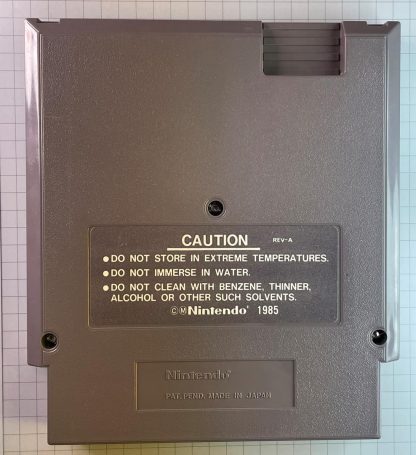 CAUTION REV-A
●DO NOT STORE IN EXTREME TEMPERATURES.
●DO NOT IMMERSE IN WATER.
●DO NOT CLEAN WITH BENZENE, THINNER,
ALCOHOL OR OTHER SUCH SOLVENTS.
©ⓂNintendo® 1985
Nintendo®
PAT. PEND. MADE IN JAPAN